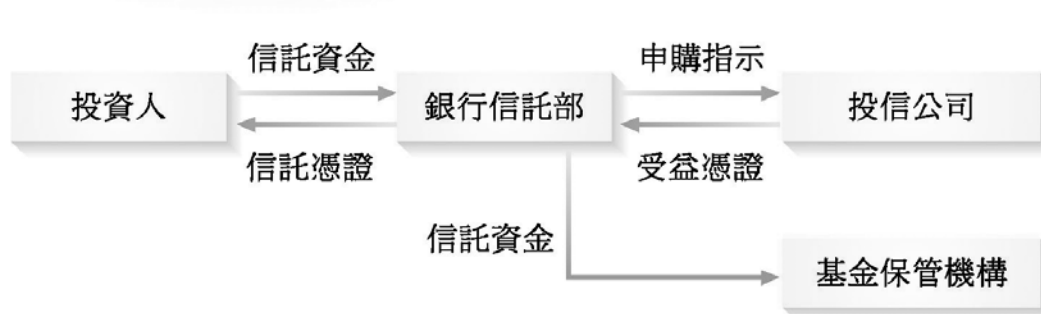 信託資金
申購指示
投資人
銀行信託部
投信公司
信託憑證
受益憑證
信託資金
基金保管機構